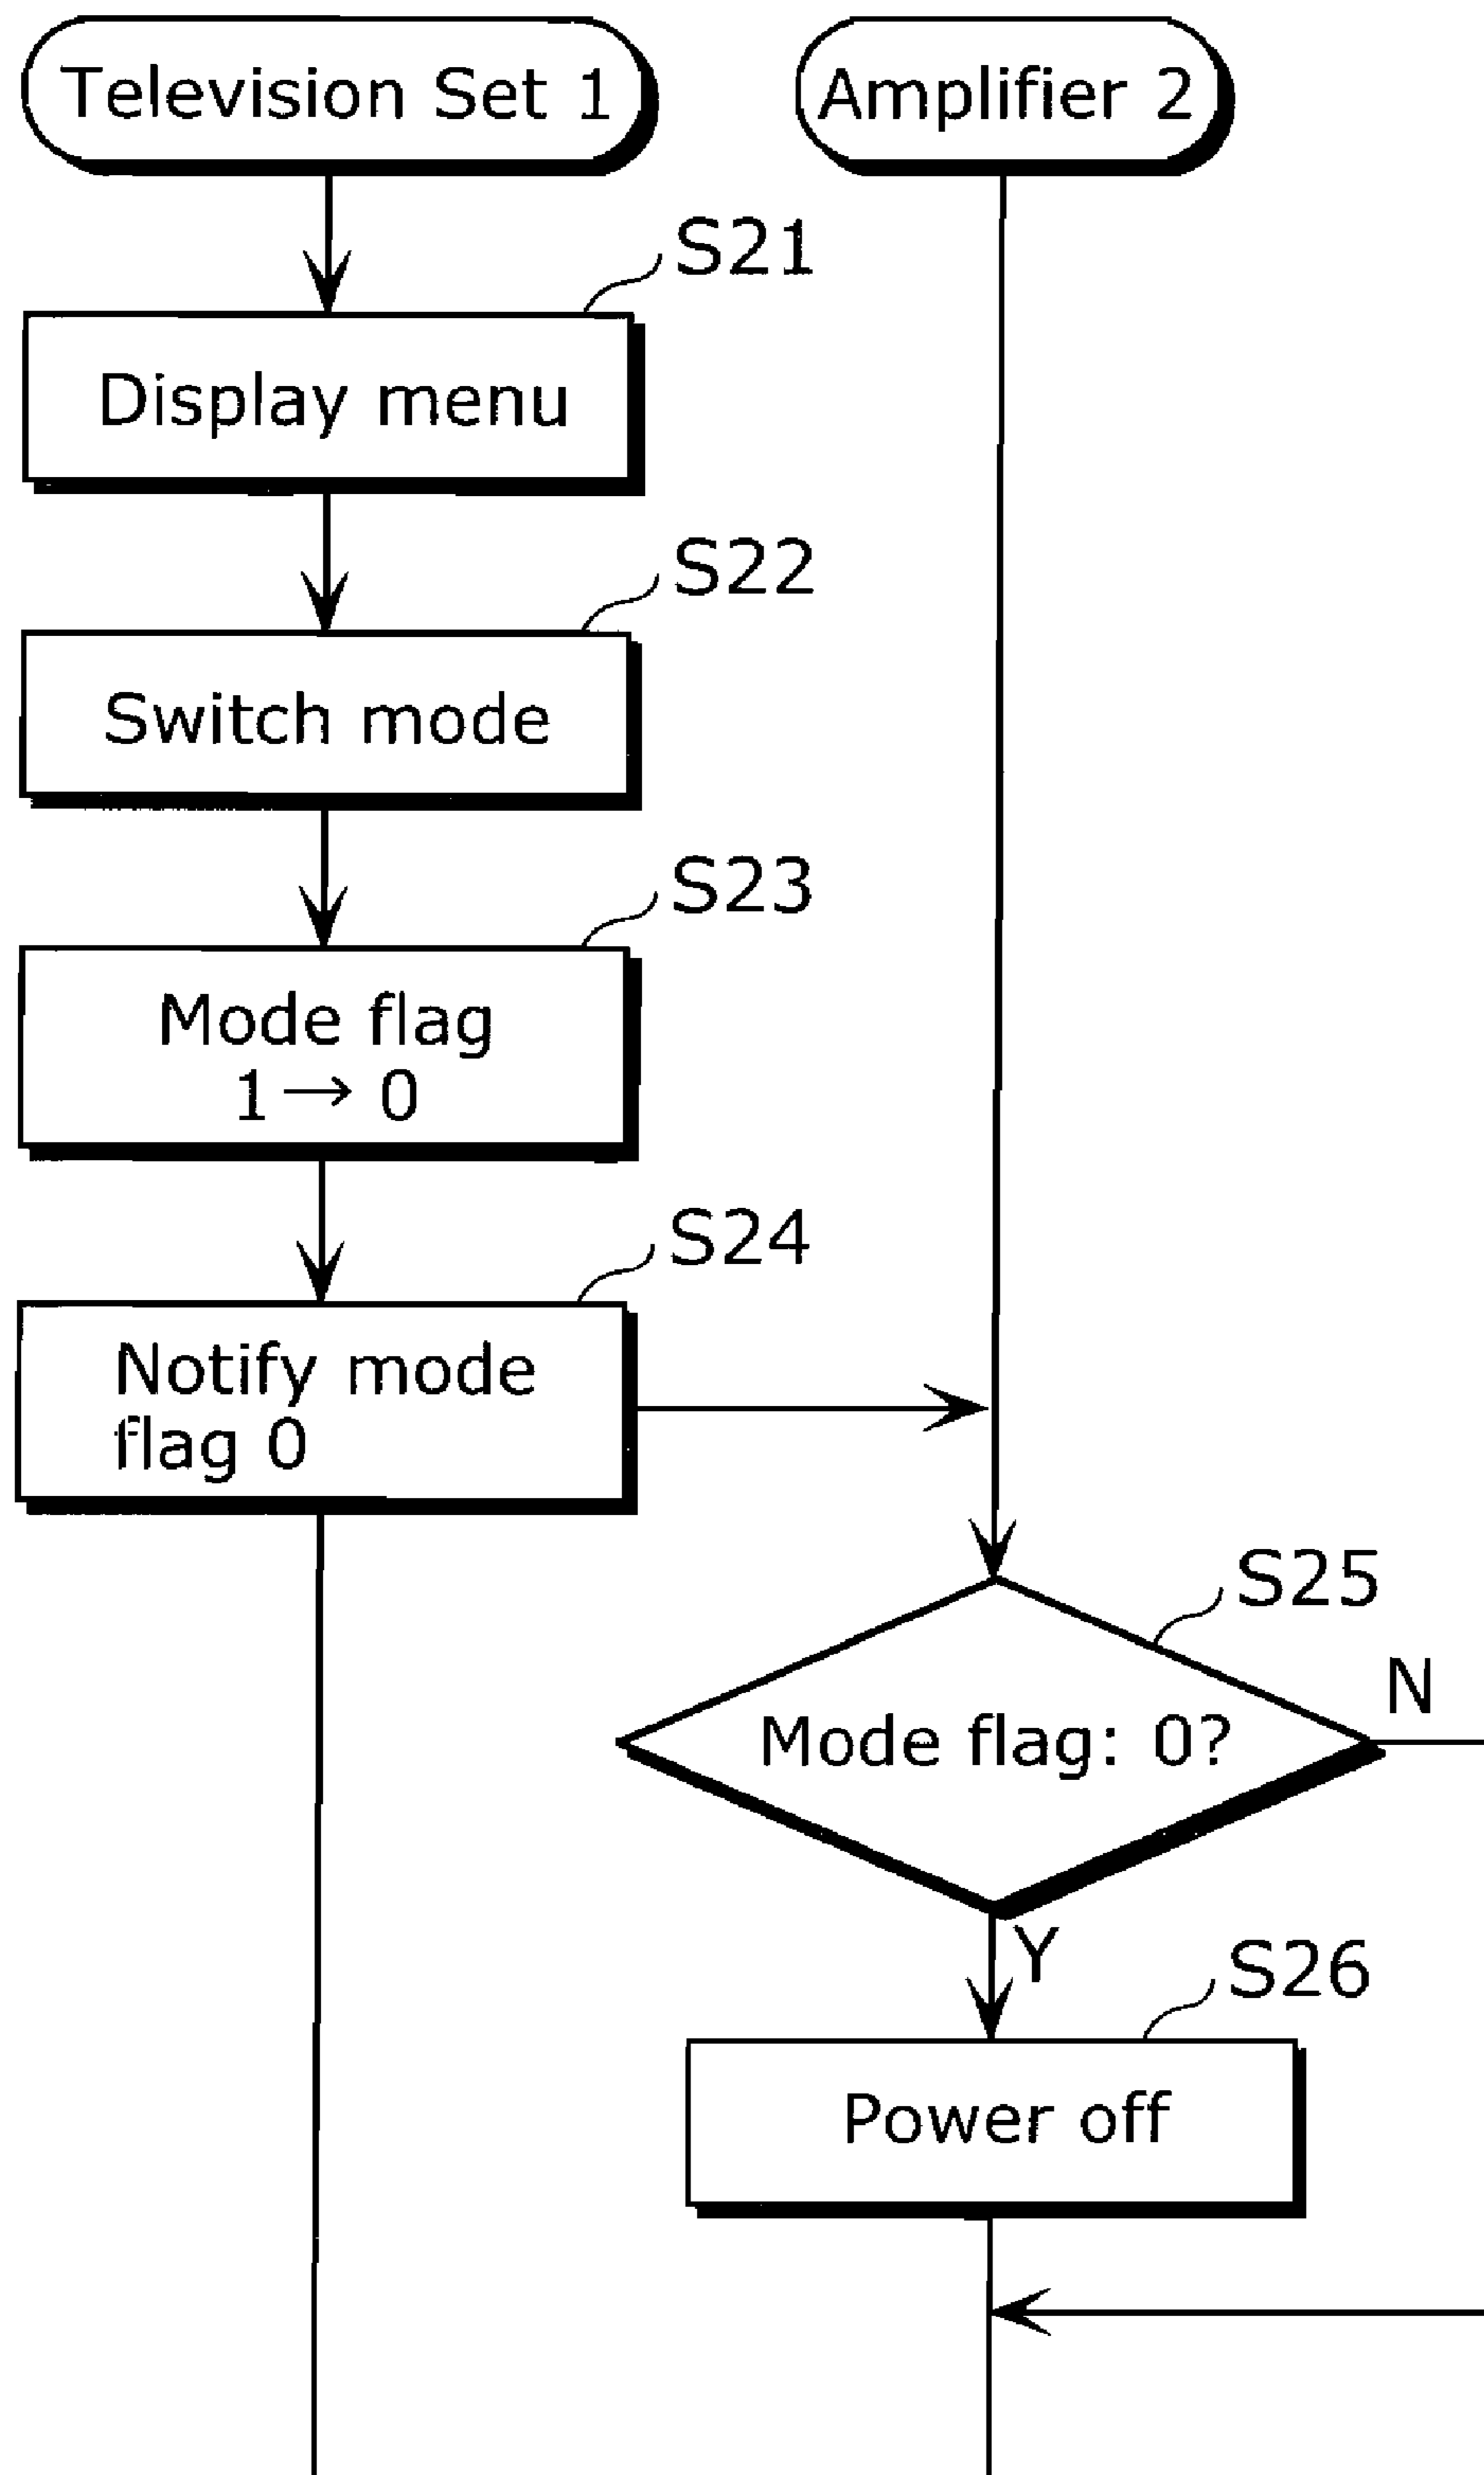 Television Set 1
Amplifier 2
S21
Display menu
S22
Switch mode
S23
Mode flag
1 → 0
S24
Notify mode
flag 0
S25
Mode flag: 0?
N
Y
S26
Power off